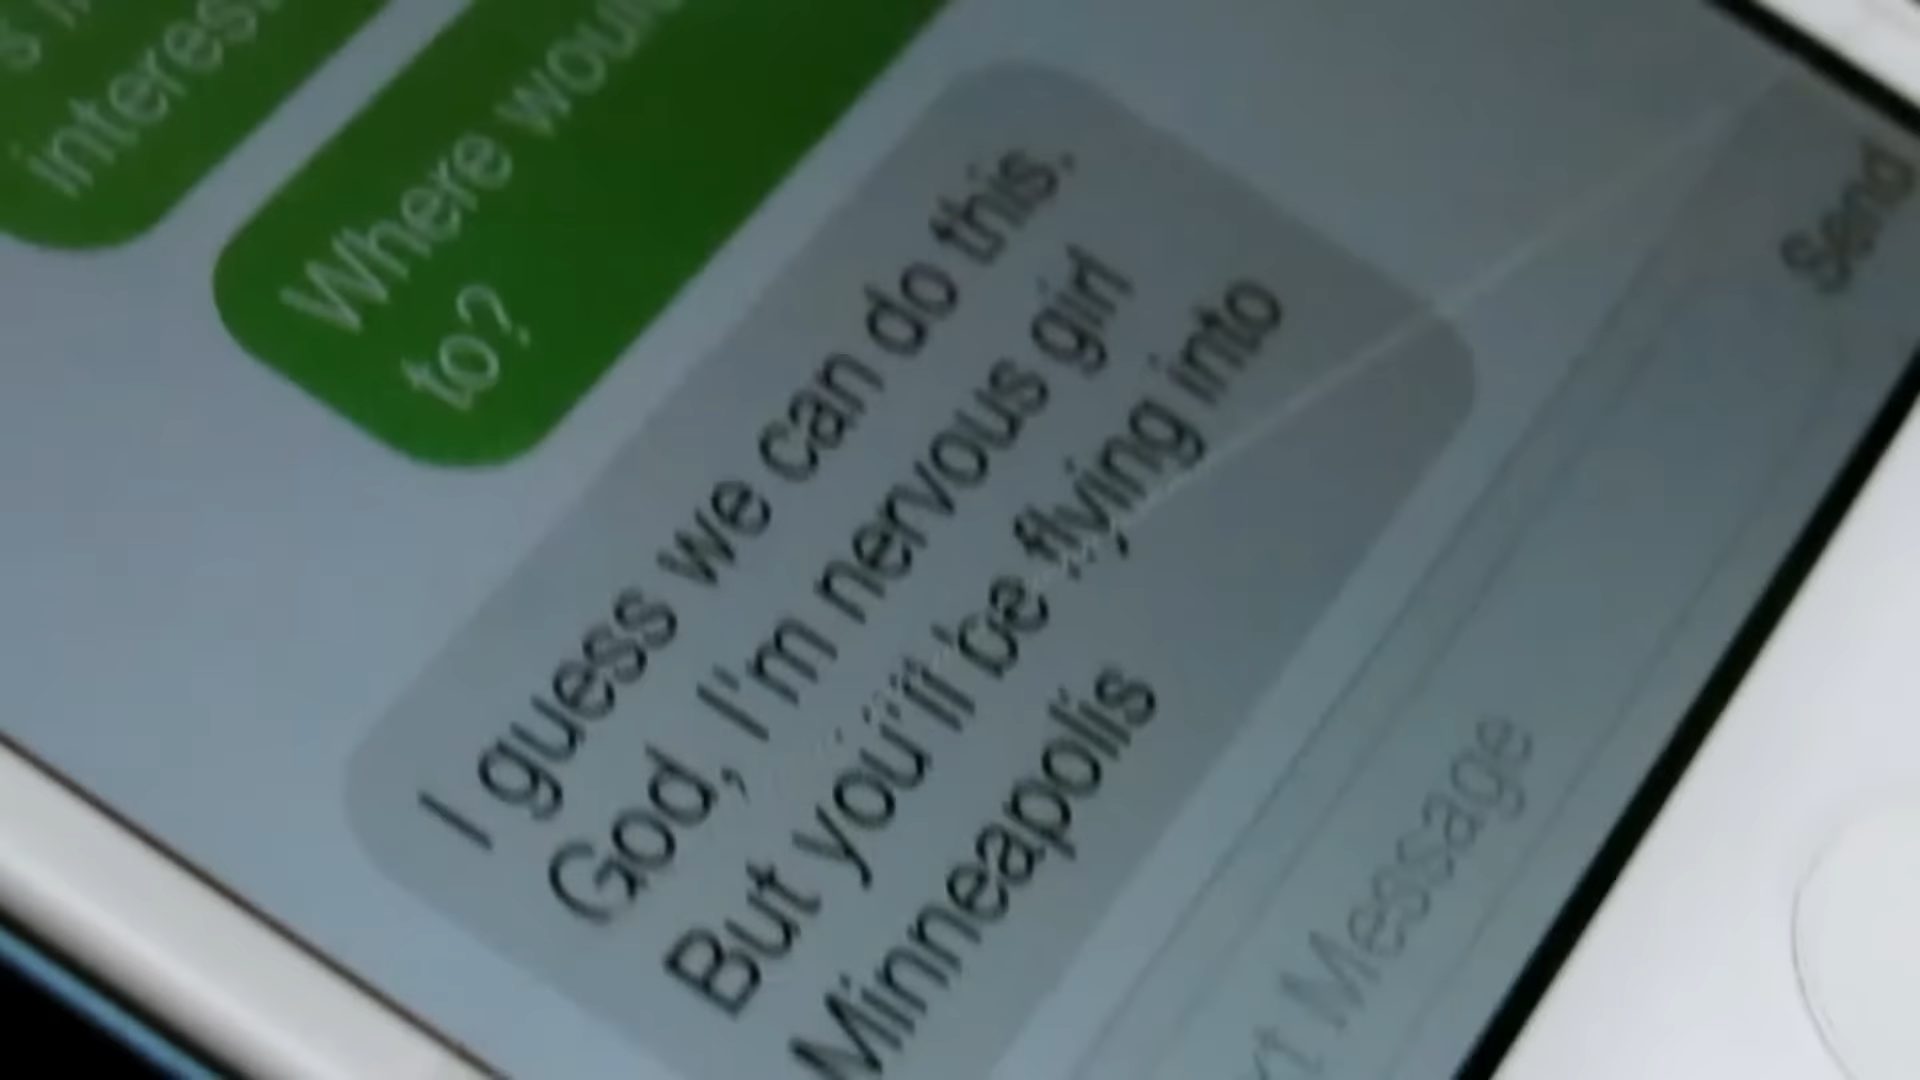 interest
Where would
to?
I guess we can do this.
God, I'm nervous girl
But you'll be flying into
Minneapolis
Message
Send